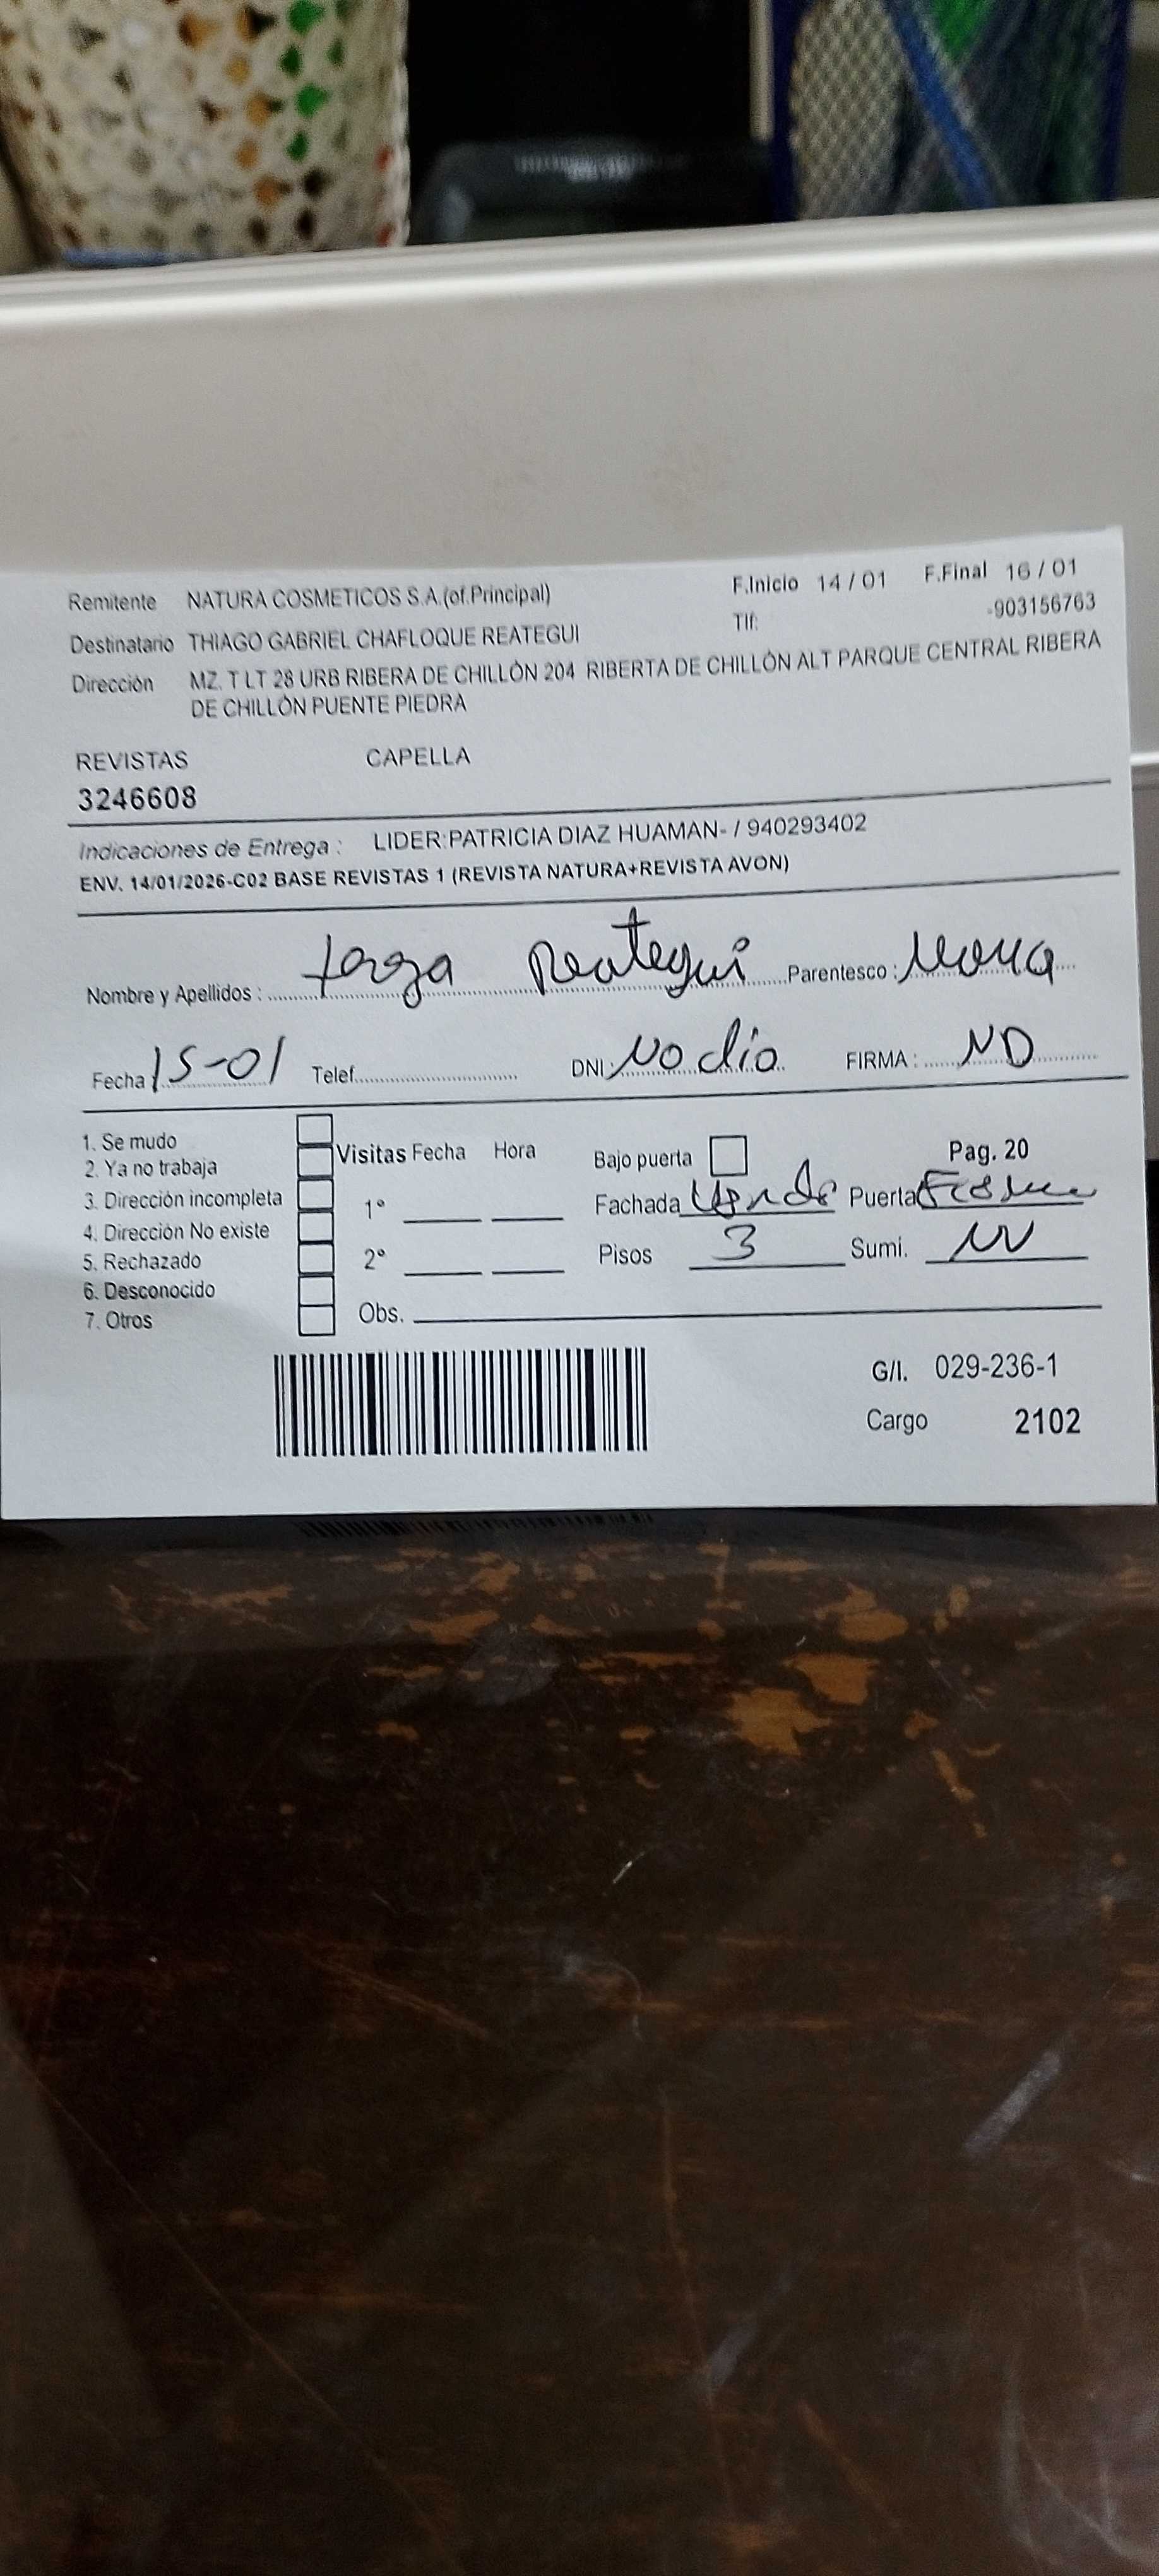 Remitente NATURA COSMETICOS S.A.(of.Principal) F.Inicio 14 / 01 F.Final 16 / 01
Destinatario THIAGO GABRIEL CHAFLOQUE REATEGUI Tlf: -903156763
Dirección MZ. T LT 28 URB RIBERA DE CHILLÓN 204 RIBERTA DE CHILLÓN ALT PARQUE CENTRAL RIBERA
DE CHILLÓN PUENTE PIEDRA
REVISTAS CAPELLA
3246608
Indicaciones de Entrega : LIDER:PATRICIA DIAZ HUAMAN- / 940293402
ENV. 14/01/2026-C02 BASE REVISTAS 1 (REVISTA NATURA+REVISTA AVON)
Nombre y Apellidos : Reategui Parentesco :
Fecha 15-01 Telef. DNI: No dio FIRMA : ND
1. Se mudo
2. Ya no trabaja Visitas Fecha Hora Bajo puerta Pag. 20
3. Dirección incompleta 1° Fachada Puerta
4. Dirección No existe
5. Rechazado 2° Pisos 3 Sumi.
6. Desconocido
7. Otros Obs.
G/I. 029-236-1
Cargo 2102